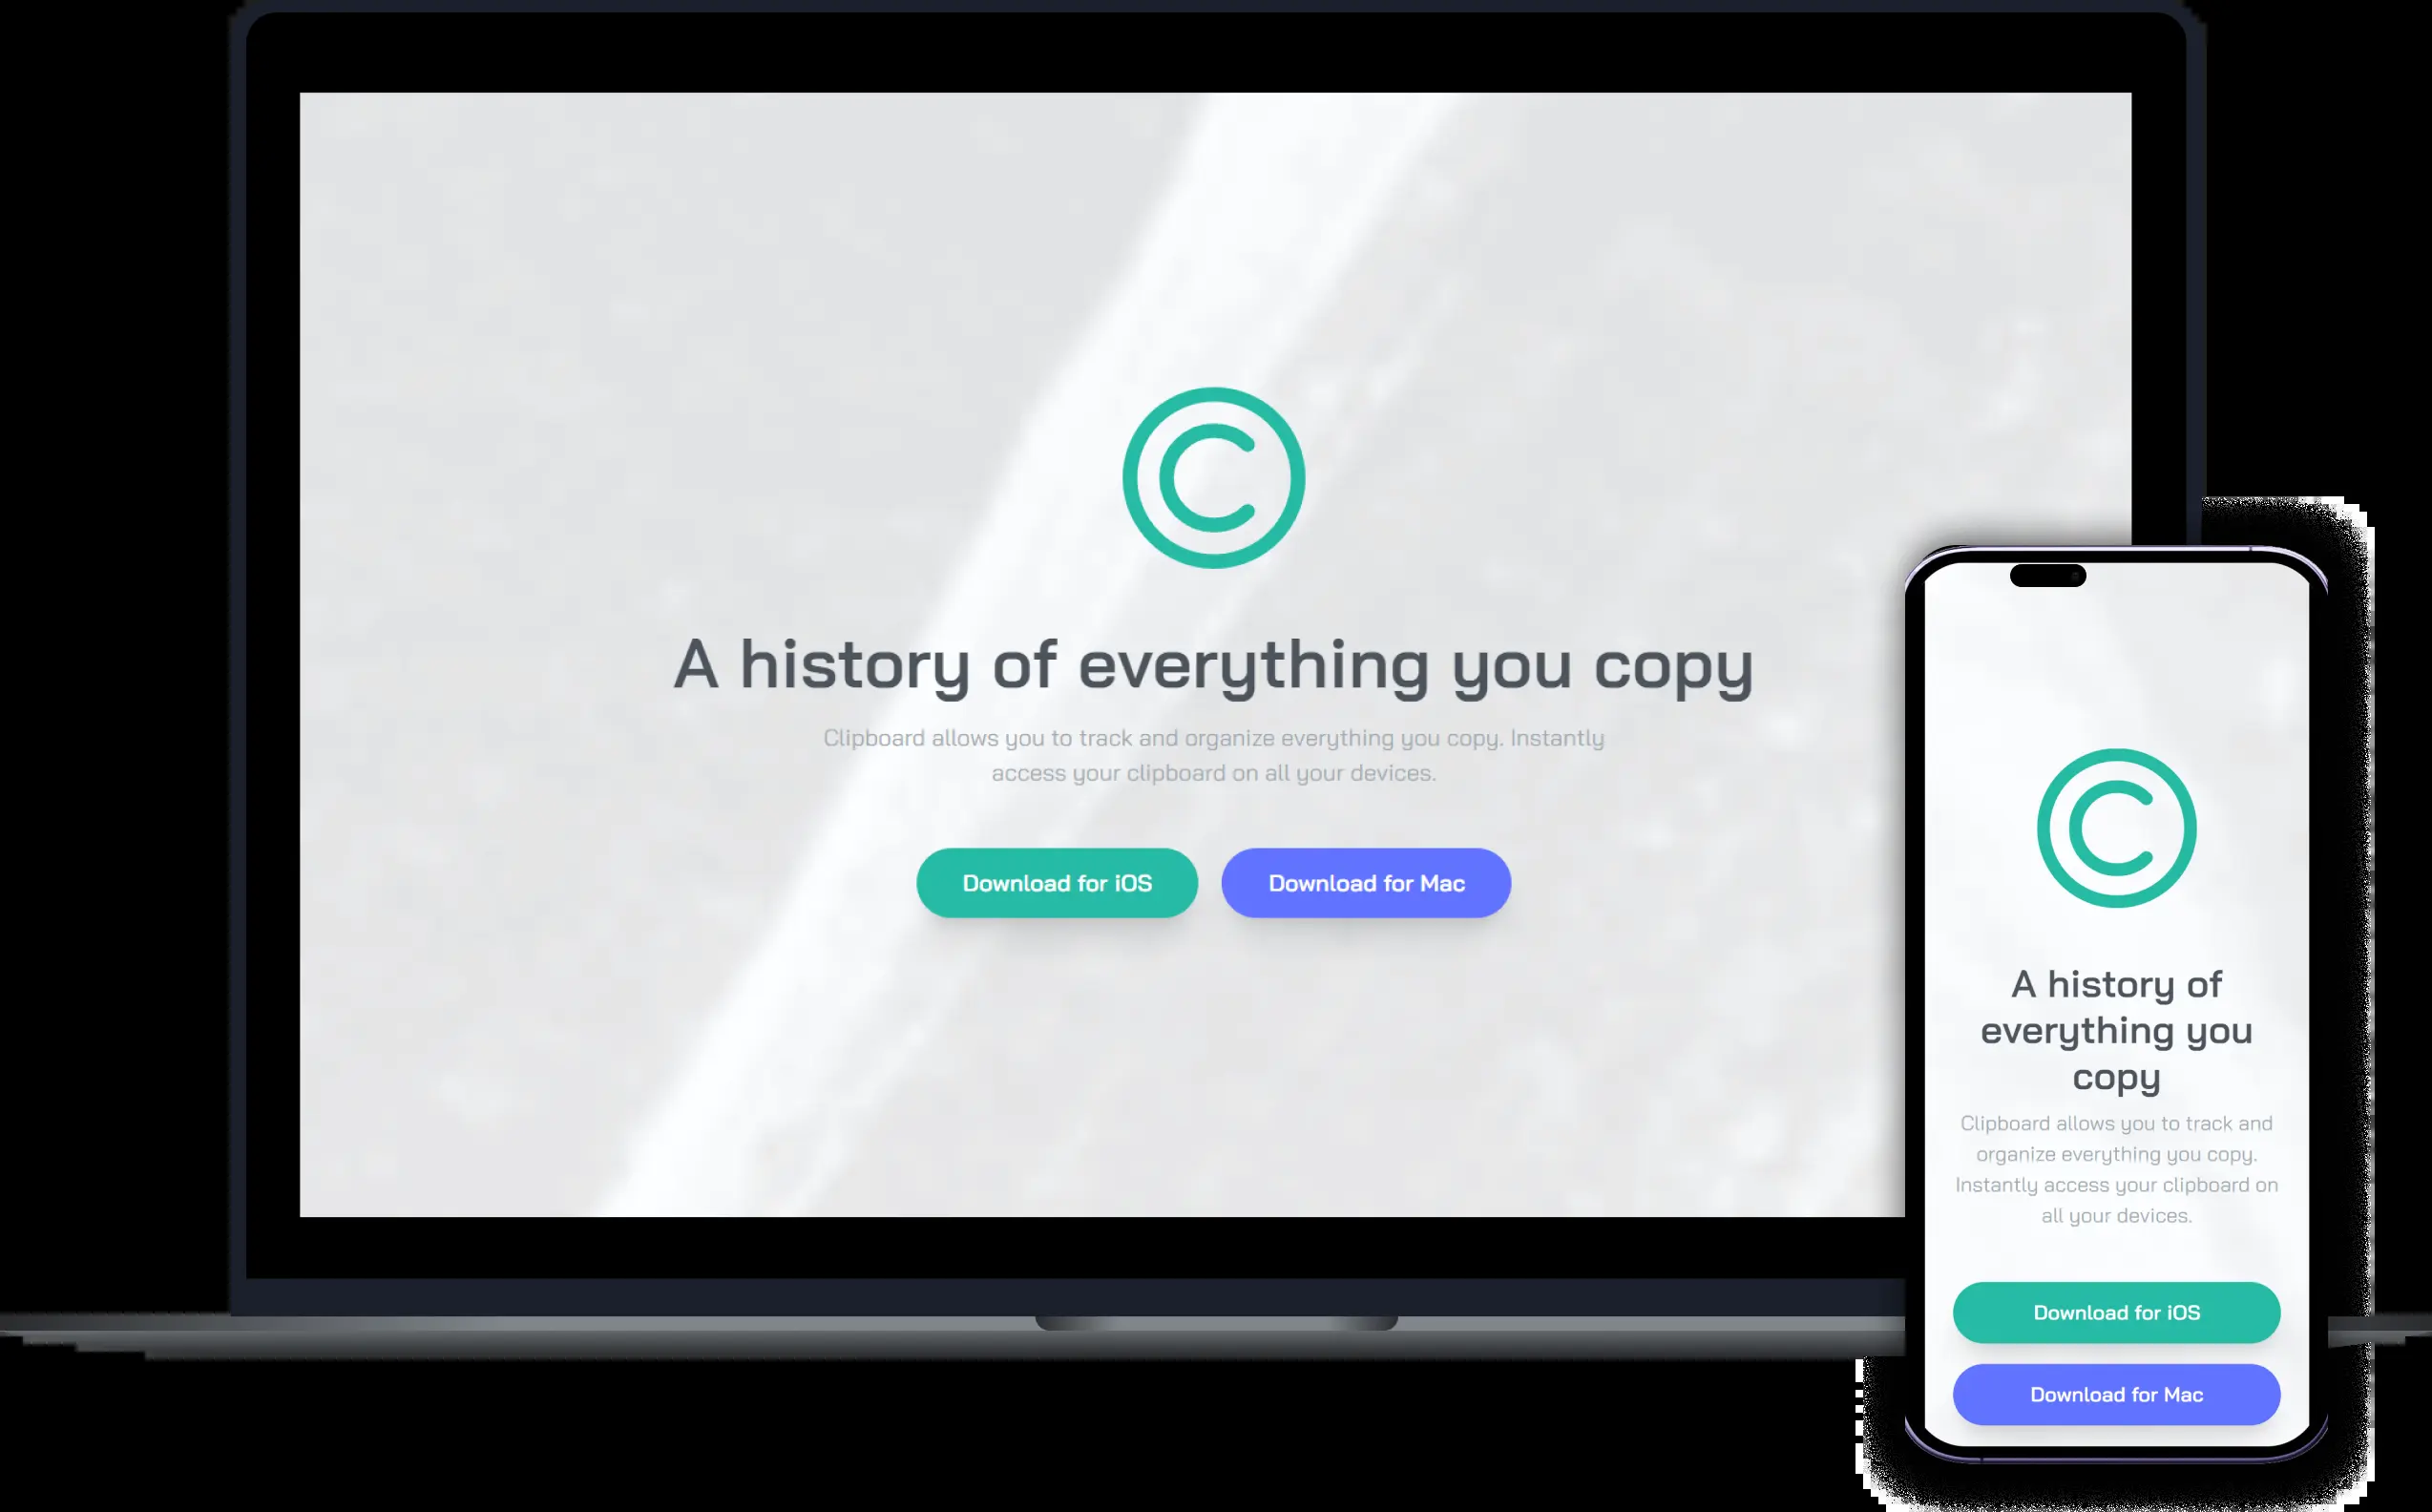 C
A history of everything you copy
Clipboard allows you to track and organize everything you copy. Instantly
access your clipboard on all your devices.
Download for iOS
Download for Mac
C
A history of
everything you
copy
Clipboard allows you to track and
organize everything you copy.
Instantly access your clipboard on
all your devices.
Download for iOS
Download for Mac